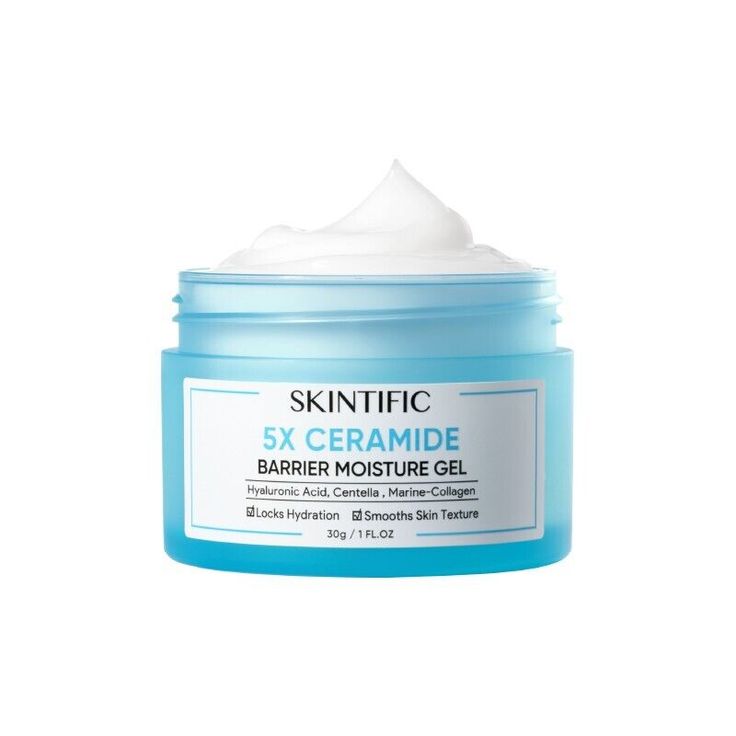 SKINTIFIC
5X CERAMIDE
BARRIER MOISTURE GEL
Hyaluronic Acid, Centella , Marine-Collagen
☑Locks Hydration ☑Smooths Skin Texture
30g / 1 FL.OZ